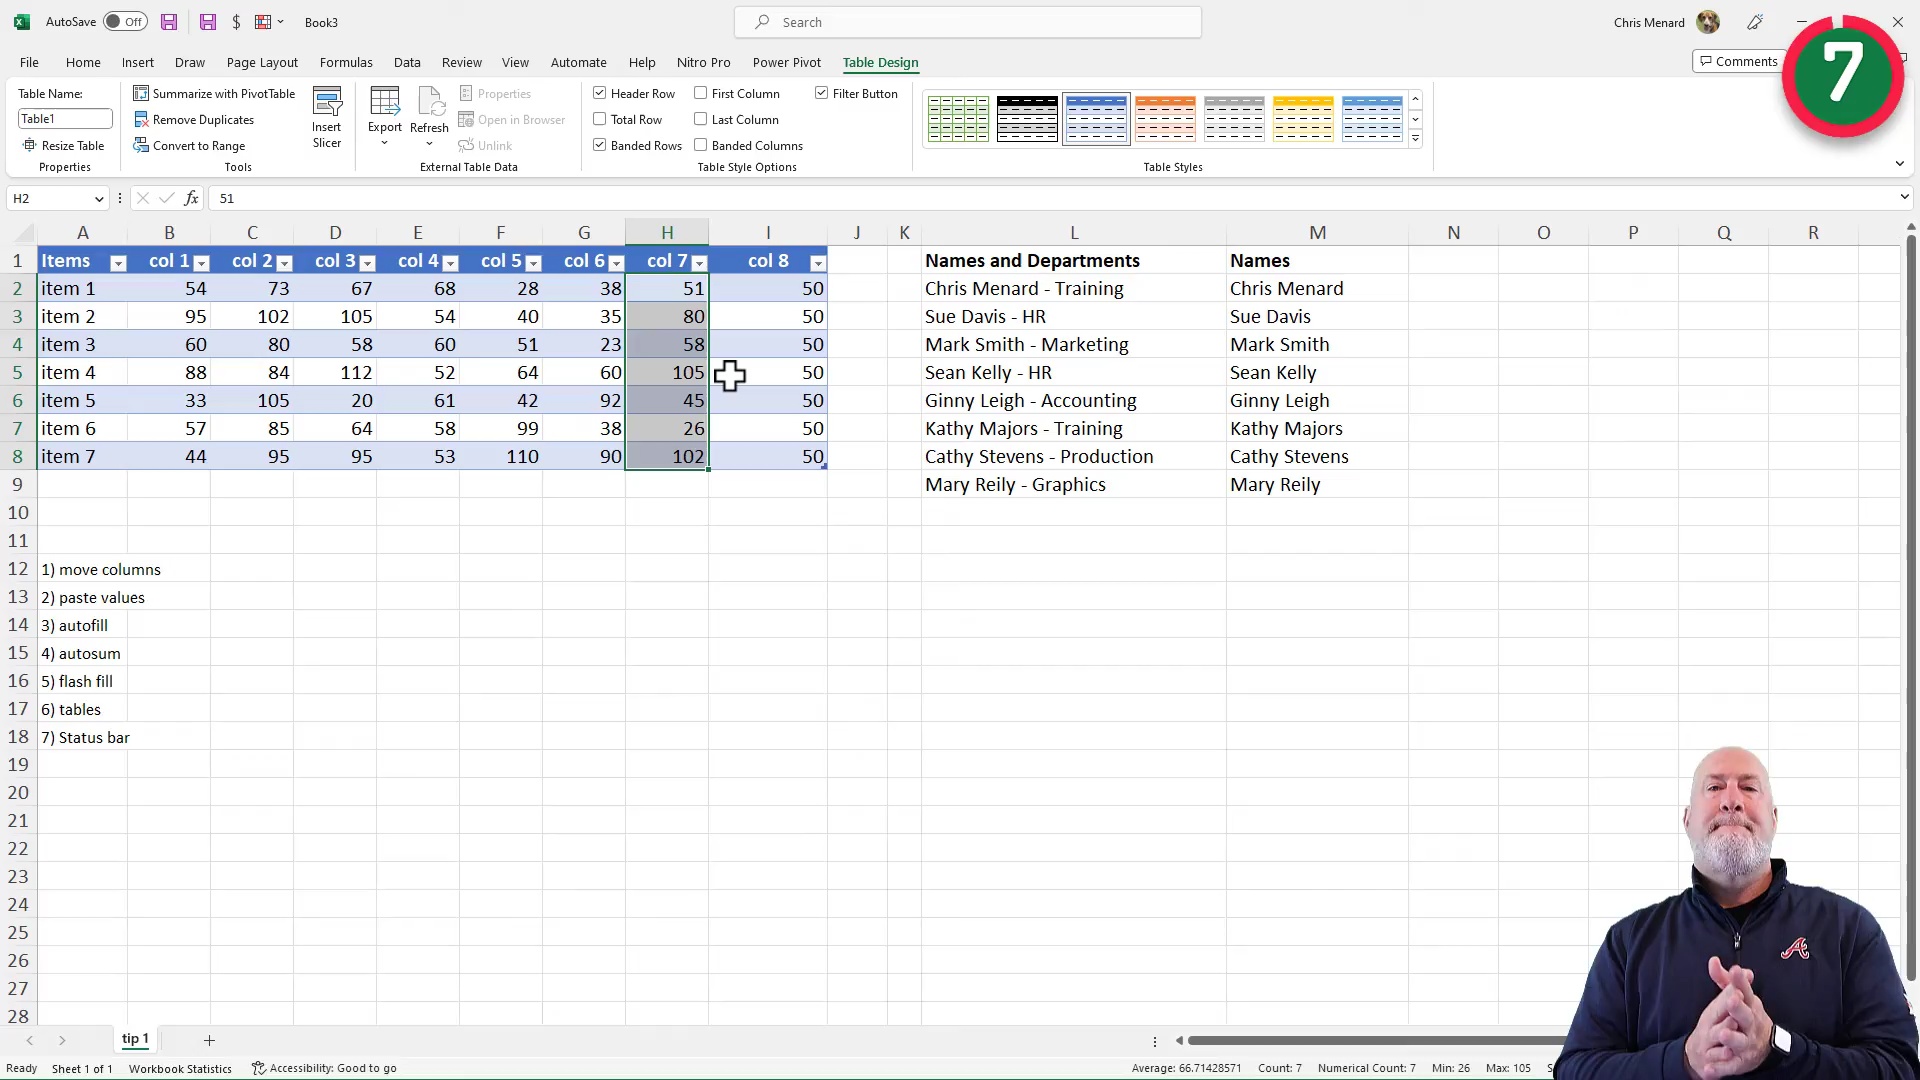 AutoSave Off $ Book3 Search Chris Menard
File Home Insert Draw Page Layout Formulas Data Review View Automate Help Nitro Pro Power Pivot Table Design Comments 7
Table Name: Summarize with PivotTable Properties Header Row First Column Filter Button
Table1 Remove Duplicates Insert Slicer Export Refresh Open in Browser Total Row Last Column
Resize Table Convert to Range Unlink Banded Rows Banded Columns
Properties Tools External Table Data Table Style Options Table Styles
H2 fx 51
A B C D E F G H I J K L M N O P Q R
1 Items col 1 col 2 col 3 col 4 col 5 col 6 col 7 col 8 Names and Departments Names
2 item 1 54 73 67 68 28 38 51 50 Chris Menard - Training Chris Menard
3 item 2 95 102 105 54 40 35 80 50 Sue Davis - HR Sue Davis
4 item 3 60 80 58 60 51 23 58 50 Mark Smith - Marketing Mark Smith
5 item 4 88 84 112 52 64 60 105 50 Sean Kelly - HR Sean Kelly
6 item 5 33 105 20 61 42 92 45 50 Ginny Leigh - Accounting Ginny Leigh
7 item 6 57 85 64 58 99 38 26 50 Kathy Majors - Training Kathy Majors
8 item 7 44 95 95 53 110 90 102 50 Cathy Stevens - Production Cathy Stevens
9 Mary Reily - Graphics Mary Reily
10
11
12 1) move columns
13 2) paste values
14 3) autofill
15 4) autosum
16 5) flash fill
17 6) tables
18 7) Status bar
19
20
21
22
23
24
25
26
27
28
tip 1
Ready Sheet 1 of 1 Workbook Statistics Accessibility: Good to go Average: 66.71428571 Count: 7 Numerical Count: 7 Min: 26 Max: 105